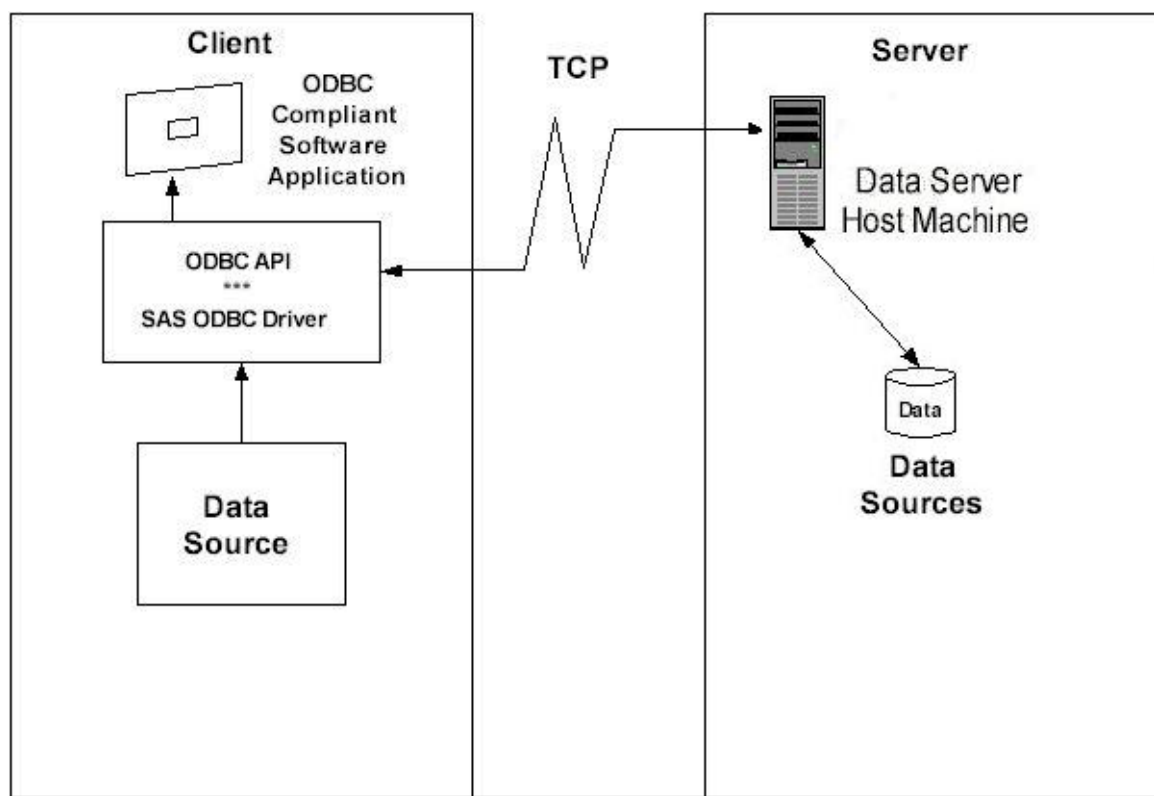 Client
ODBC
Compliant
Software
Application
ODBC API
***
SAS ODBC Driver
Data
Source
TCP
Server
Data Server
Host Machine
Data
Data
Sources